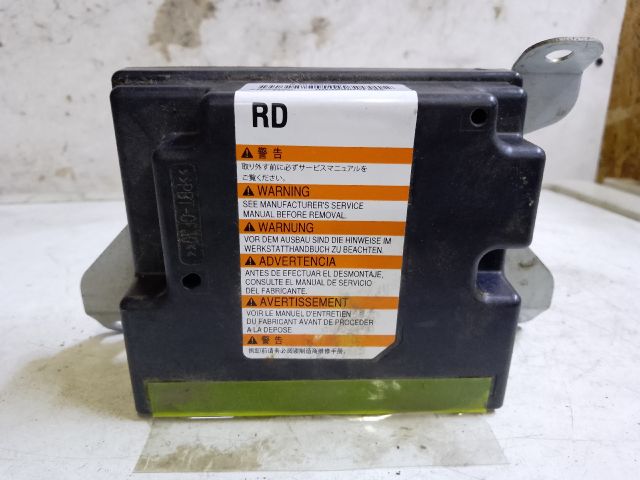 RD
警告
取り外す前に必ずサービスマニュアルを
ご覧ください。
WARNING
SEE MANUFACTURER'S SERVICE
MANUAL BEFORE REMOVAL.
WARNUNG
VOR DEM AUSBAU SIND DIE HINWEISE IM
WERKSTATTHANDBUCH ZU BEACHTEN.
ADVERTENCIA
ANTES DE EFECTUAR EL DESMONTAJE,
CONSULTE EL MANUAL DE SERVICIO
DEL FABRICANTE.
AVERTISSEMENT
VOIR LE MANUEL D'ENTRETIEN
DU FABRICANT AVANT DE PROCEDER
A LA DEPOSE.
警告